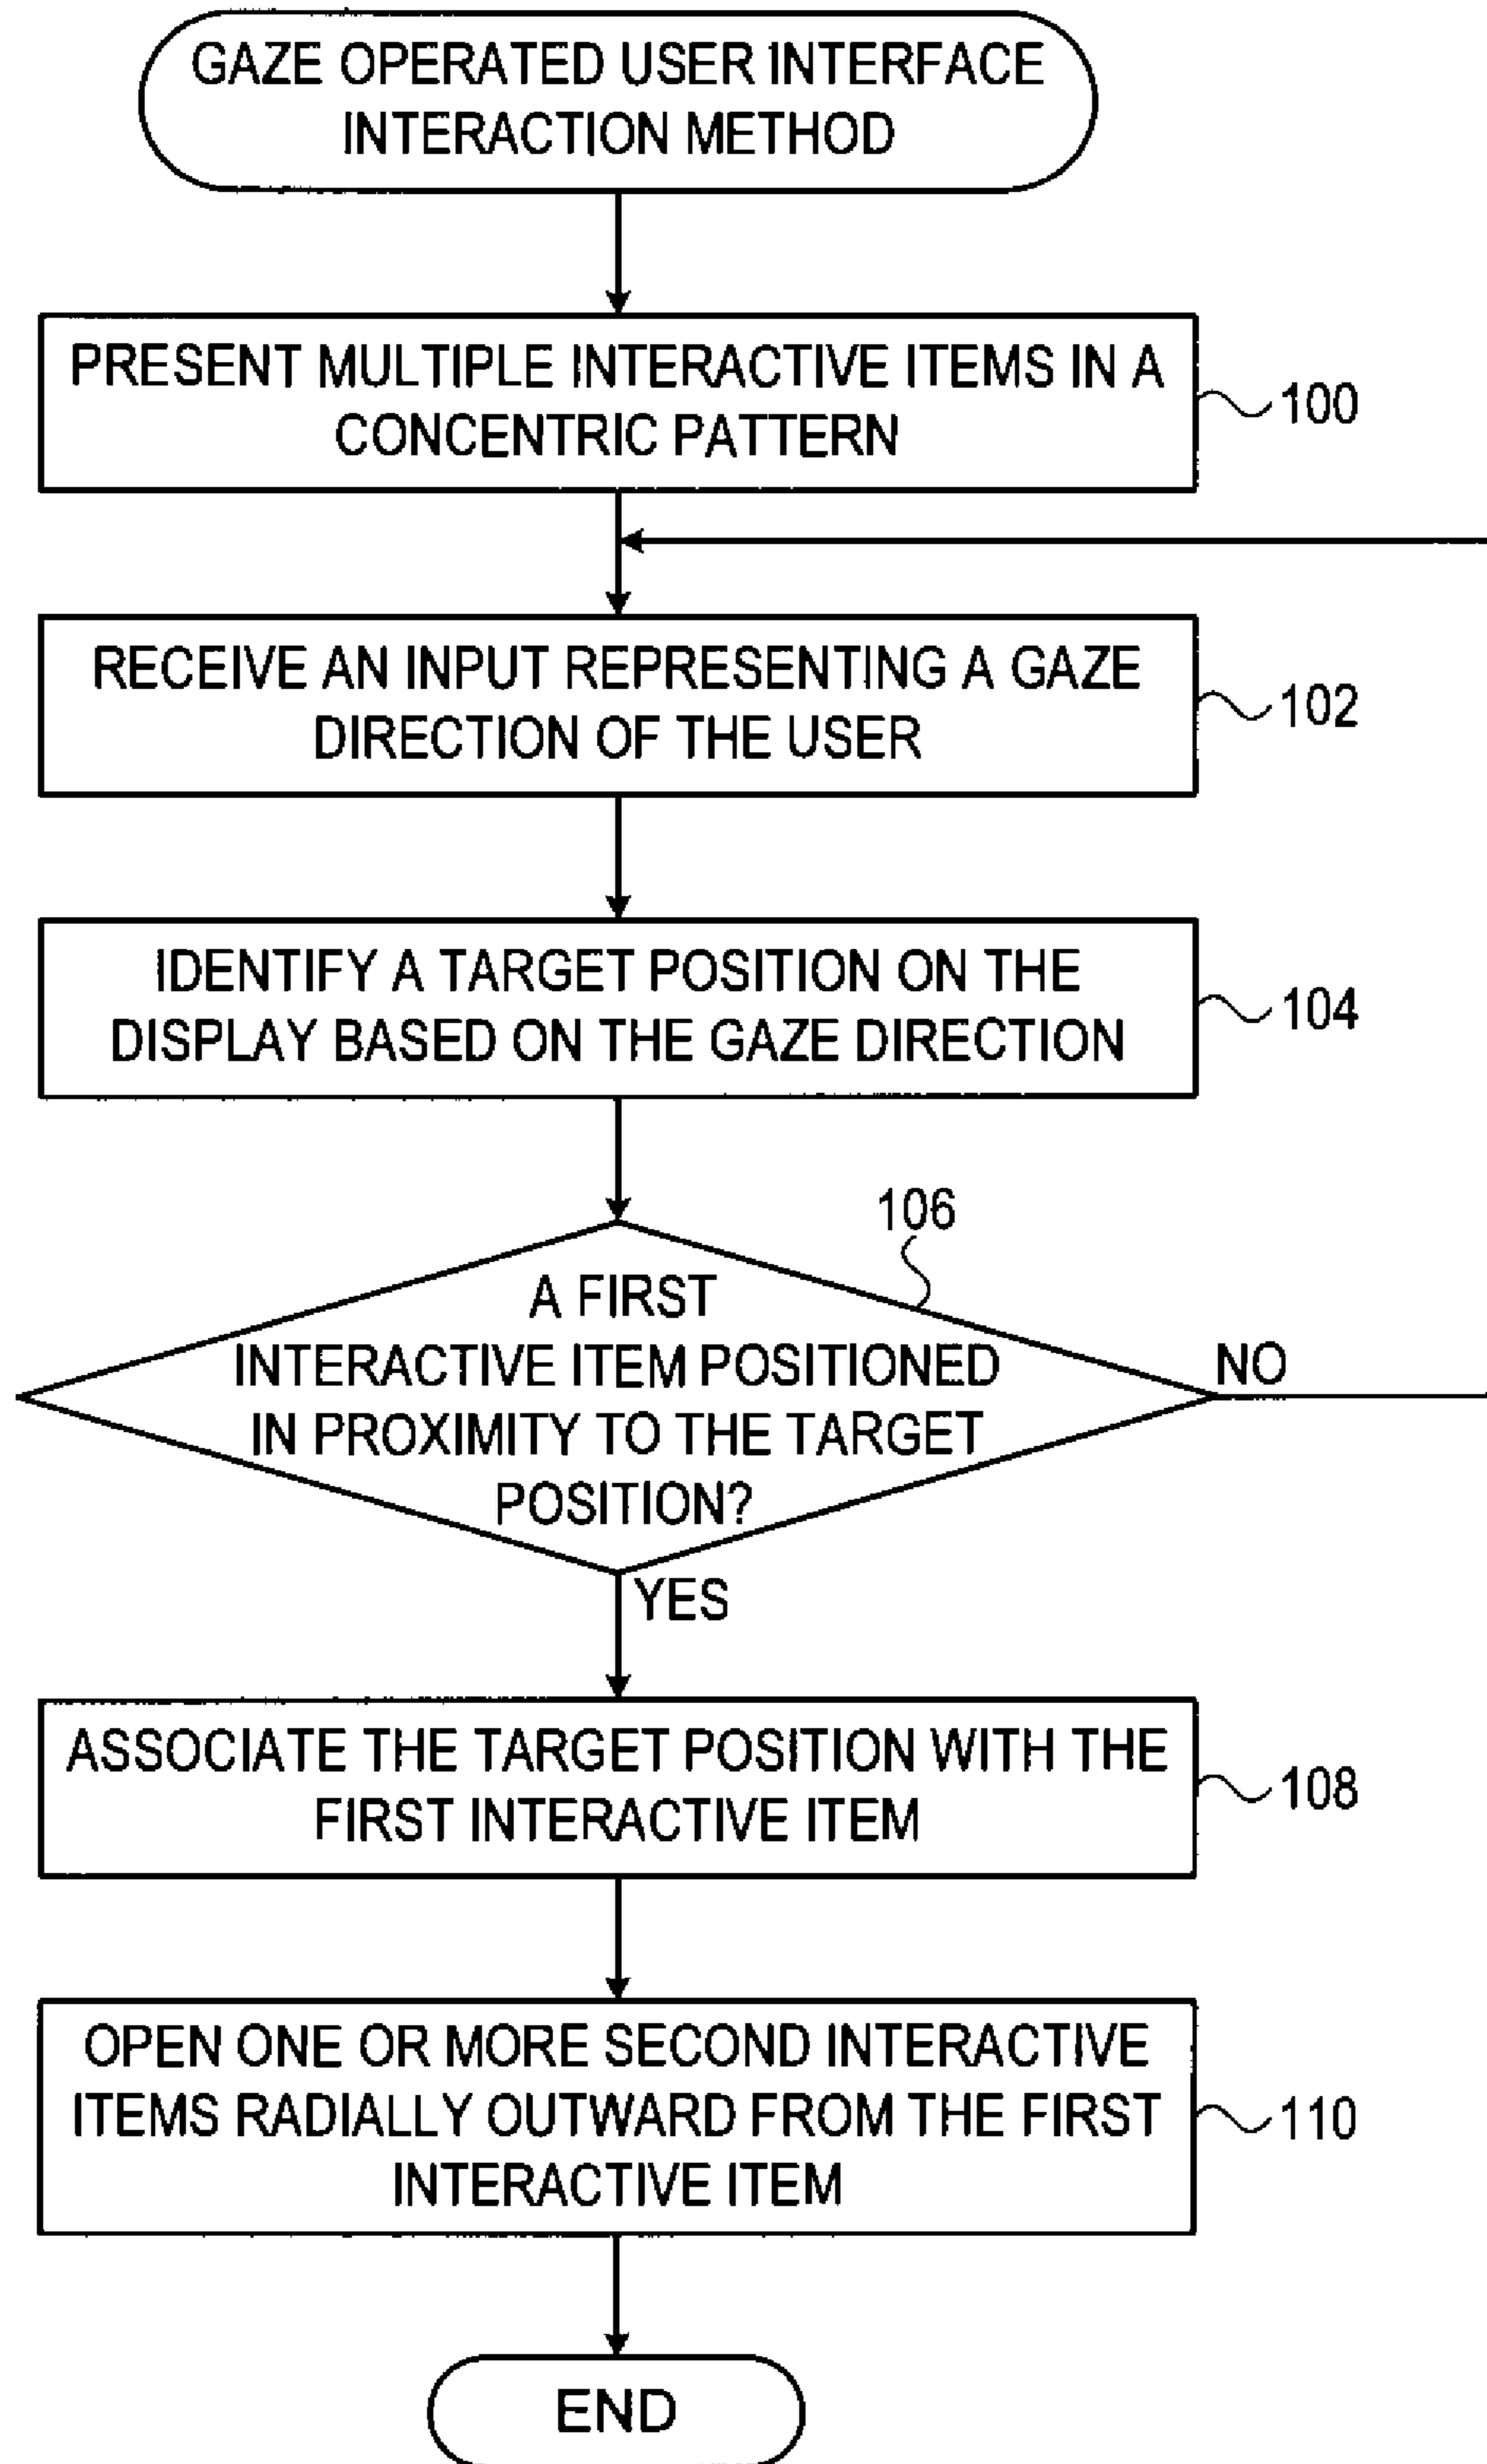 GAZE OPERATED USER INTERFACE
INTERACTION METHOD
PRESENT MULTIPLE INTERACTIVE ITEMS IN A
CONCENTRIC PATTERN
100
RECEIVE AN INPUT REPRESENTING A GAZE
DIRECTION OF THE USER
102
IDENTIFY A TARGET POSITION ON THE
DISPLAY BASED ON THE GAZE DIRECTION
104
106
A FIRST
INTERACTIVE ITEM POSITIONED
IN PROXIMITY TO THE TARGET
POSITION?
NO
YES
ASSOCIATE THE TARGET POSITION WITH THE
FIRST INTERACTIVE ITEM
108
OPEN ONE OR MORE SECOND INTERACTIVE
ITEMS RADIALLY OUTWARD FROM THE FIRST
INTERACTIVE ITEM
110
END